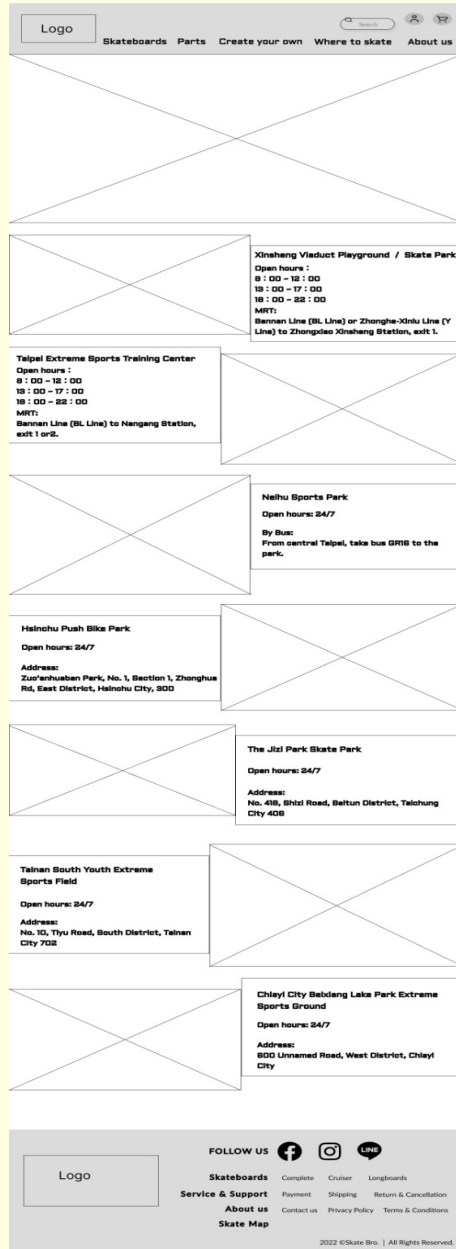 Logo
Search
Skateboards Parts Create your own Where to skate About us
Xinsheng Viaduct Playground / Skate Park
Open hours：
8：00 ~ 12：00
13：00 ~ 17：00
18：00 ~ 22：00
MRT:
Bannan Line (BL Line) or Zhonghe-Xinlu Line (Y
Line) to Zhongxiao Xinsheng Station, exit 1.
Taipei Extreme Sports Training Center
Open hours：
8：00 ~ 12：00
13：00 ~ 17：00
18：00 ~ 22：00
MRT:
Bannan Line (BL Line) to Nangang Station,
exit 1 or2.
Neihu Sports Park
Open hours: 24/7
By Bus:
From central Taipei, take bus GR16 to the
park.
Hsinchu Push Bike Park
Open hours: 24/7
Address:
Zuo'anhuaban Park, No. 1, Section 1, Zhonghua
Rd, East District, Hsinchu City, 300
The Jizi Park Skate Park
Open hours: 24/7
Address:
No. 418, Shizi Road, Beitun District, Taichung
City 406
Tainan South Youth Extreme
Sports Field
Open hours: 24/7
Address:
No. 10, Tiyu Road, South District, Tainan
City 702
Chiayi City Beixiang Lake Park Extreme
Sports Ground
Open hours: 24/7
Address:
600 Unnamed Road, West District, Chiayi
City
Logo
FOLLOW US
LINE
Skateboards Complete Cruiser Longboards
Service & Support Payment Shipping Return & Cancellation
About us Contact us Privacy Policy Terms & Conditions
Skate Map
2022 ©Skate Bro. | All Rights Reserved.